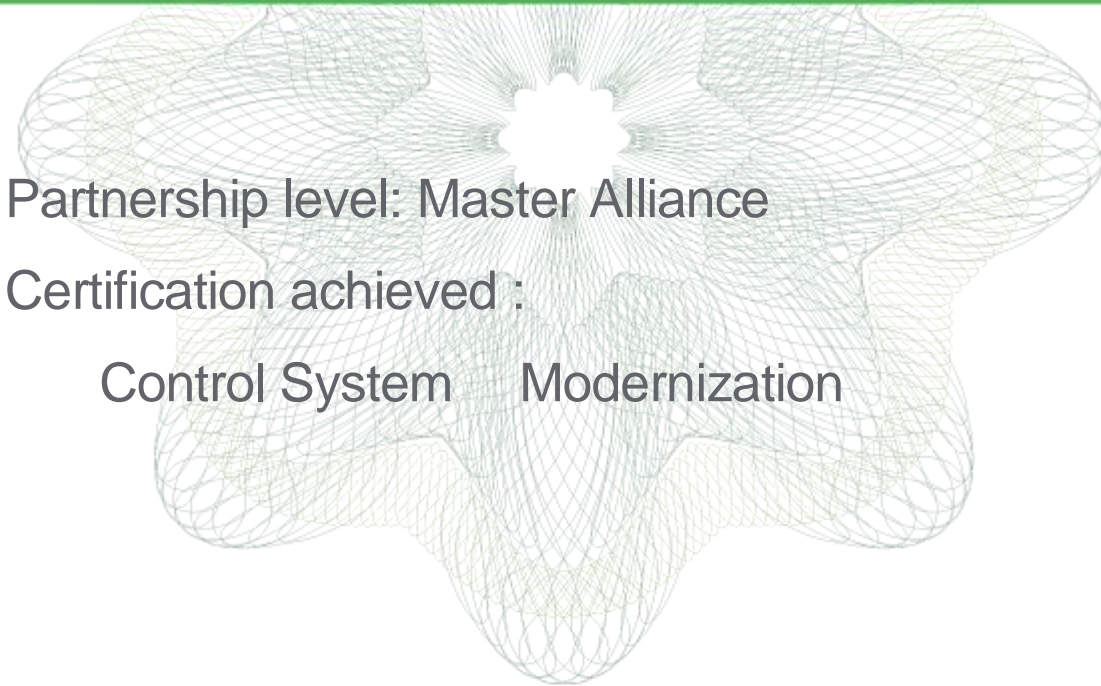 Partnership level: Master Alliance
Certification achieved :
Control System Modernization